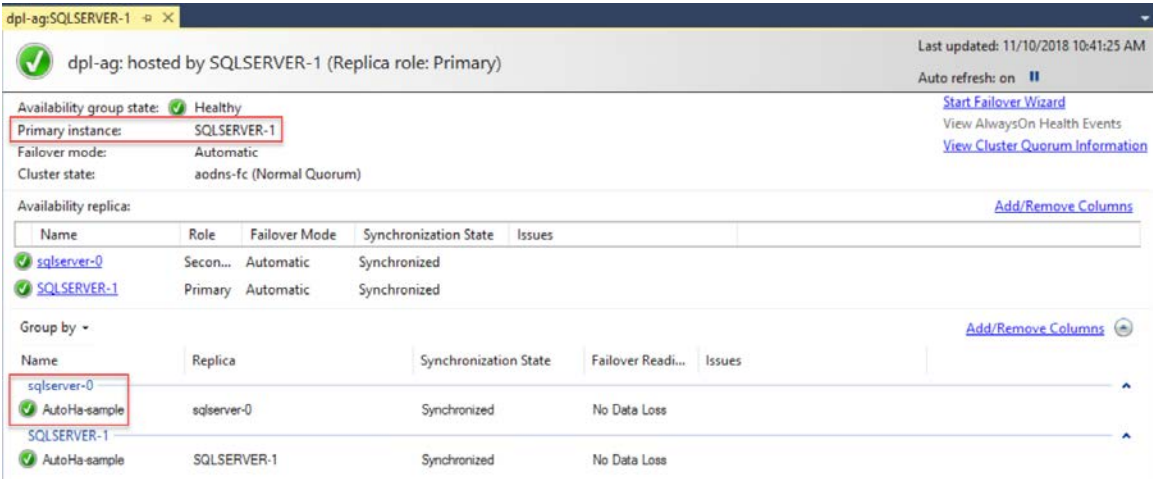 dpl-ag:SQLSERVER-1
dpl-ag: hosted by SQLSERVER-1 (Replica role: Primary)
Last updated: 11/10/2018 10:41:25 AM
Auto refresh: on
Availability group state: Healthy
Primary instance: SQLSERVER-1
Failover mode: Automatic
Cluster state: aodns-fc (Normal Quorum)
Start Failover Wizard
View AlwaysOn Health Events
View Cluster Quorum Information
Availability replica: Add/Remove Columns
Name Role Failover Mode Synchronization State Issues
sqlserver-0 Secon... Automatic Synchronized
SQLSERVER-1 Primary Automatic Synchronized
Group by Add/Remove Columns
Name Replica Synchronization State Failover Readi... Issues
sqlserver-0
AutoHa-sample sqlserver-0 Synchronized No Data Loss
SQLSERVER-1
AutoHa-sample SQLSERVER-1 Synchronized No Data Loss